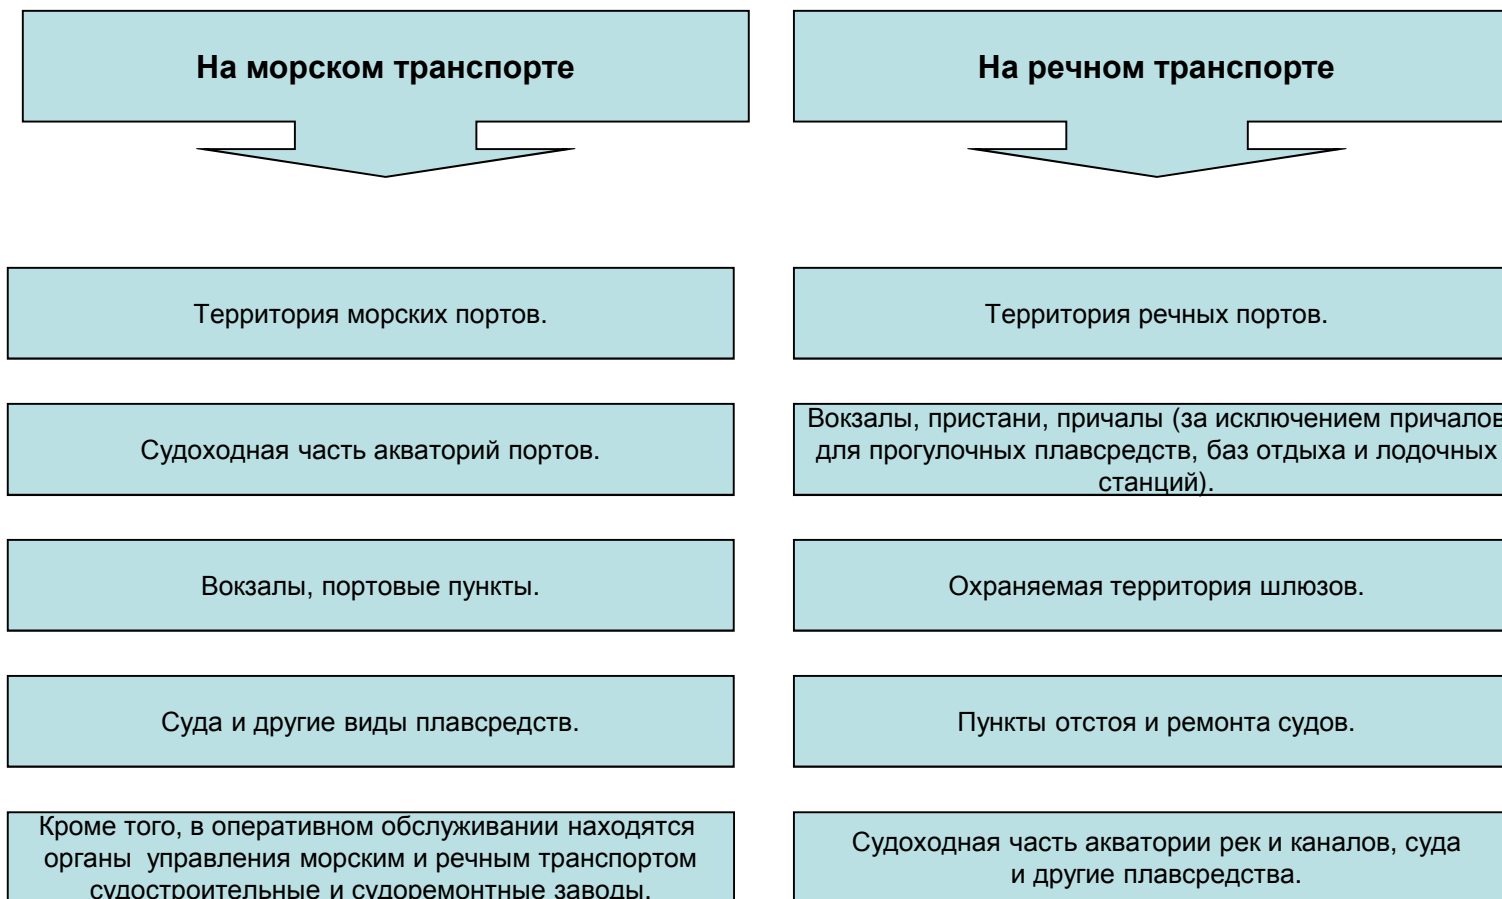 На морском транспорте
Территория морских портов.
Судоходная часть акваторий портов.
Вокзалы, портовые пункты.
Суда и другие виды плавсредств.
Кроме того, в оперативном обслуживании находятся
органы  управления морским и речным транспортом
судостроительные и судоремонтные заводы.
На речном транспорте
Территория речных портов.
Вокзалы, пристани, причалы (за исключением причалов
для прогулочных плавсредств, баз отдыха и лодочных
станций).
Охраняемая территория шлюзов.
Пункты отстоя и ремонта судов.
Судоходная часть акватории рек и каналов, суда
и другие плавсредства.